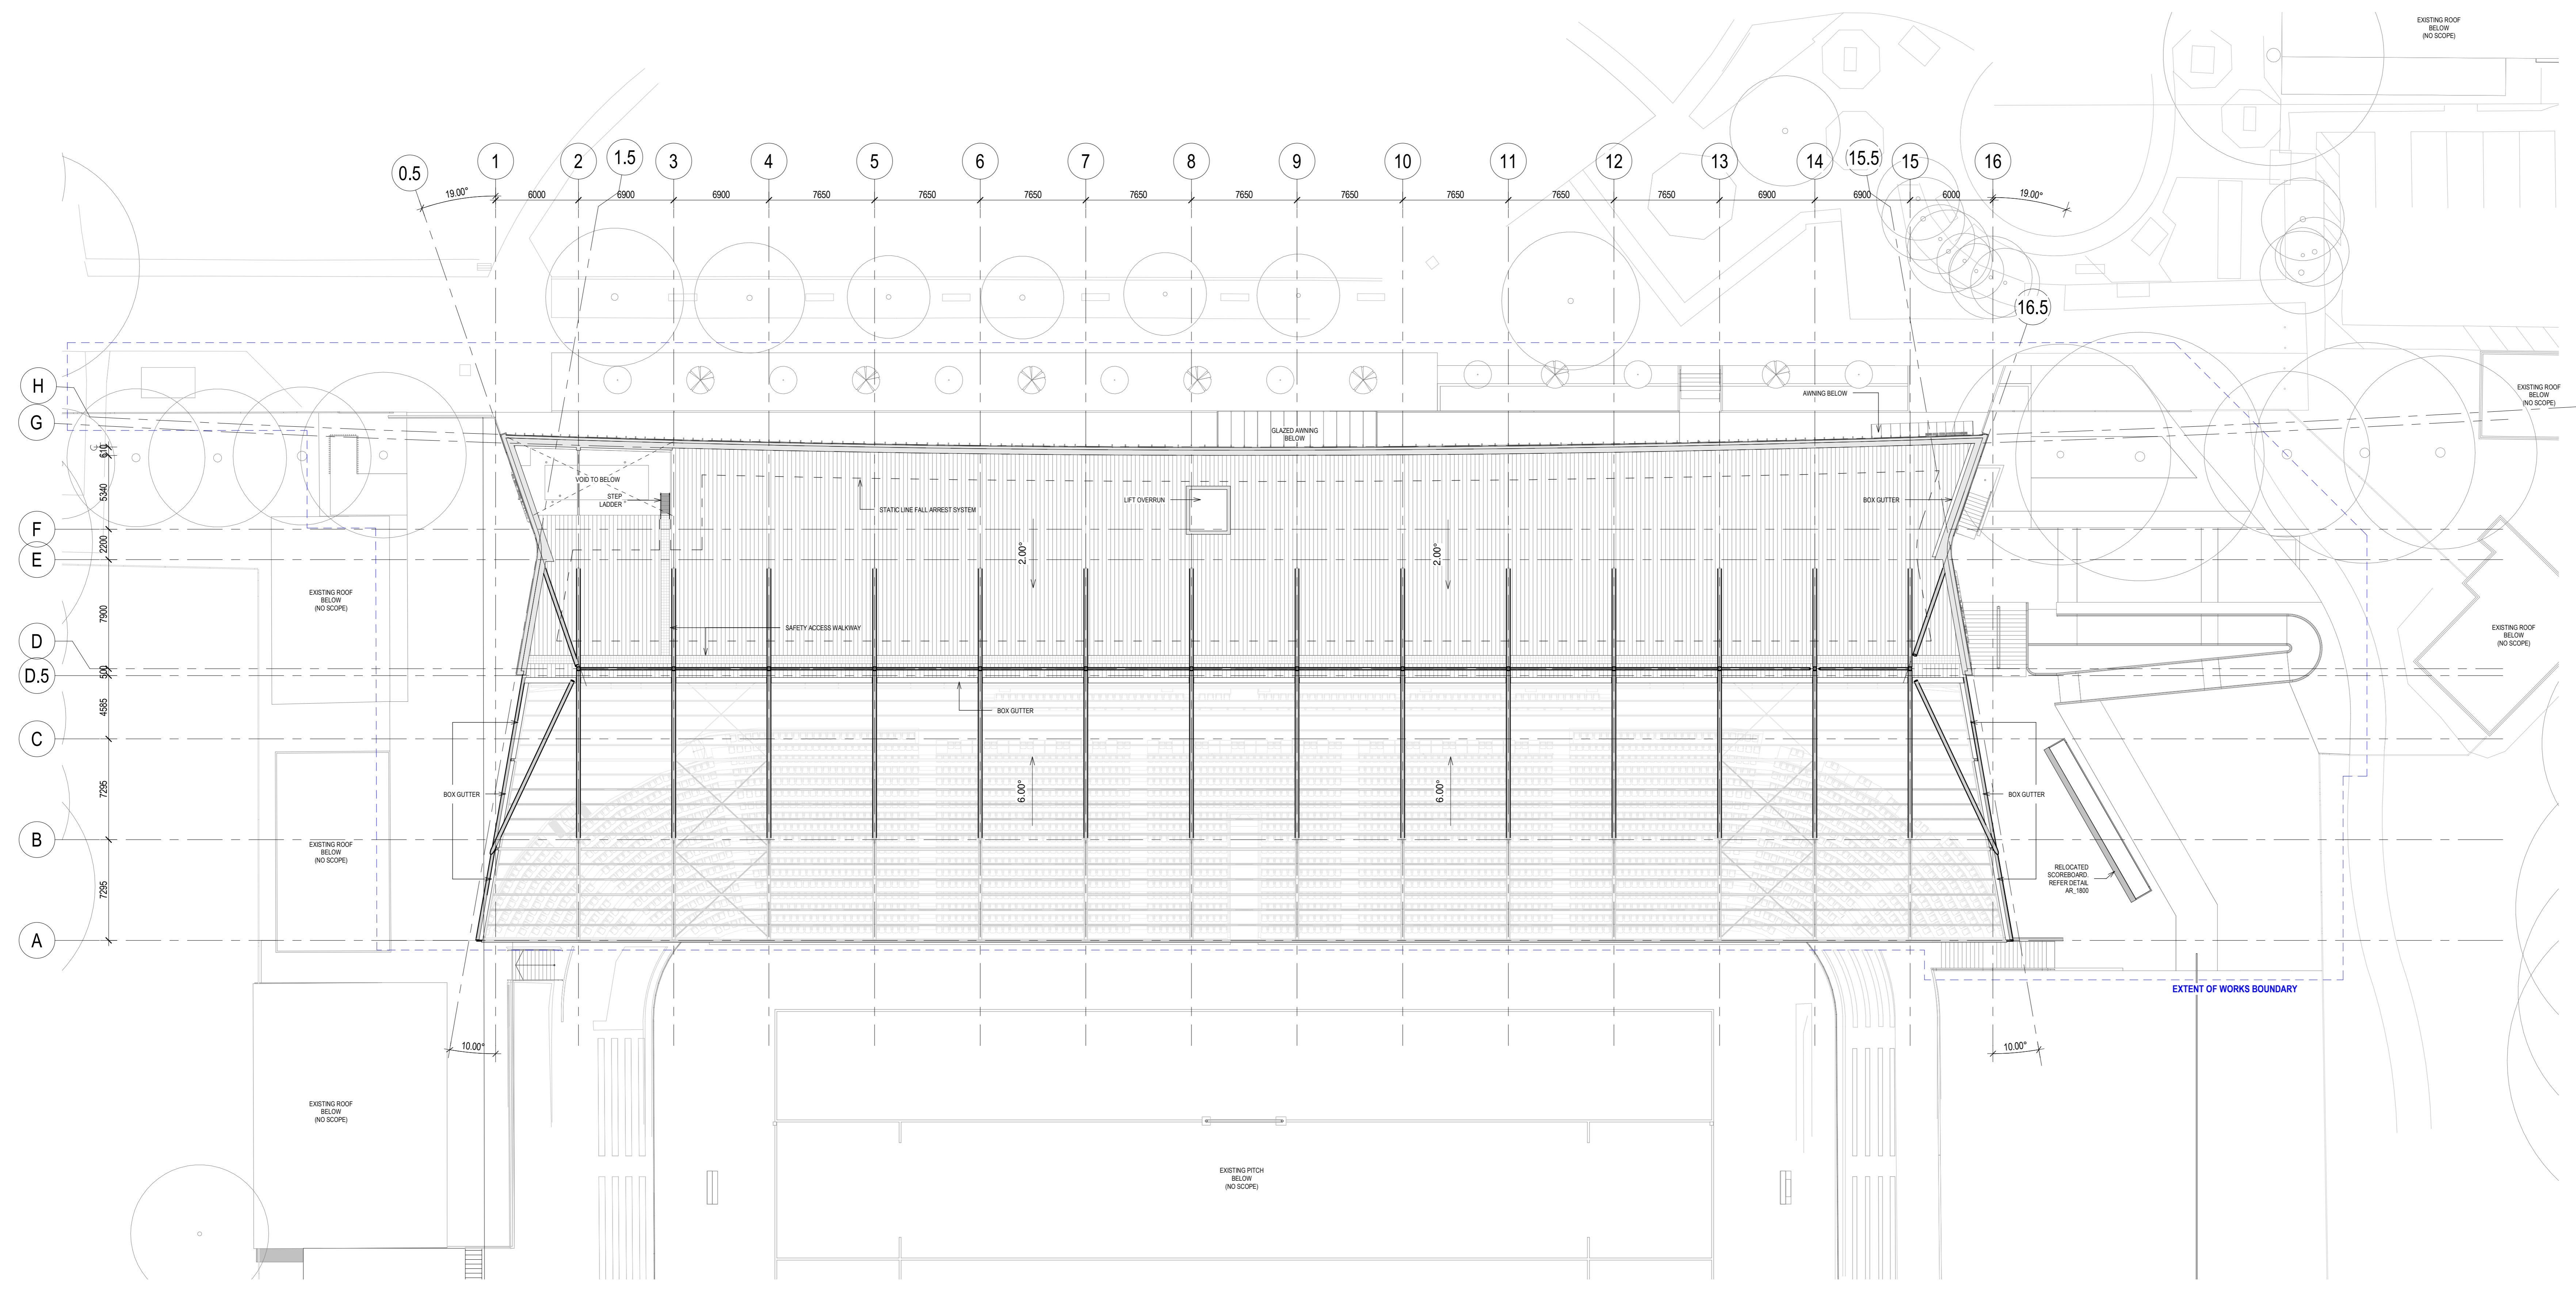 EXISTING ROOF
BELOW
(NO SCOPE)
0.5
1
2
1.5
3
4
5
6
7
8
9
10
11
12
13
14
15.5
15
16
19.00°
6000
6900
6900
7650
7650
7650
7650
7650
7650
7650
7650
7650
6900
6900
6000
19.00°
16.5
H
G
F
E
D
D.5
C
B
A
610
5340
2200
7900
500
4585
7295
7295
AWNING BELOW
EXISTING ROOF
BELOW
(NO SCOPE)
GLAZED AWNING
BELOW
VOID TO BELOW
STEP
LADDER
STATIC LINE FALL ARREST SYSTEM
LIFT OVERRUN
BOX GUTTER
2.00°
2.00°
EXISTING ROOF
BELOW
(NO SCOPE)
SAFETY ACCESS WALKWAY
EXISTING ROOF
BELOW
(NO SCOPE)
BOX GUTTER
6.00°
6.00°
BOX GUTTER
BOX GUTTER
EXISTING ROOF
BELOW
(NO SCOPE)
RELOCATED
SCOREBOARD.
REFER DETAIL
AR_1800
EXTENT OF WORKS BOUNDARY
10.00°
10.00°
EXISTING ROOF
BELOW
(NO SCOPE)
EXISTING PITCH
BELOW
(NO SCOPE)